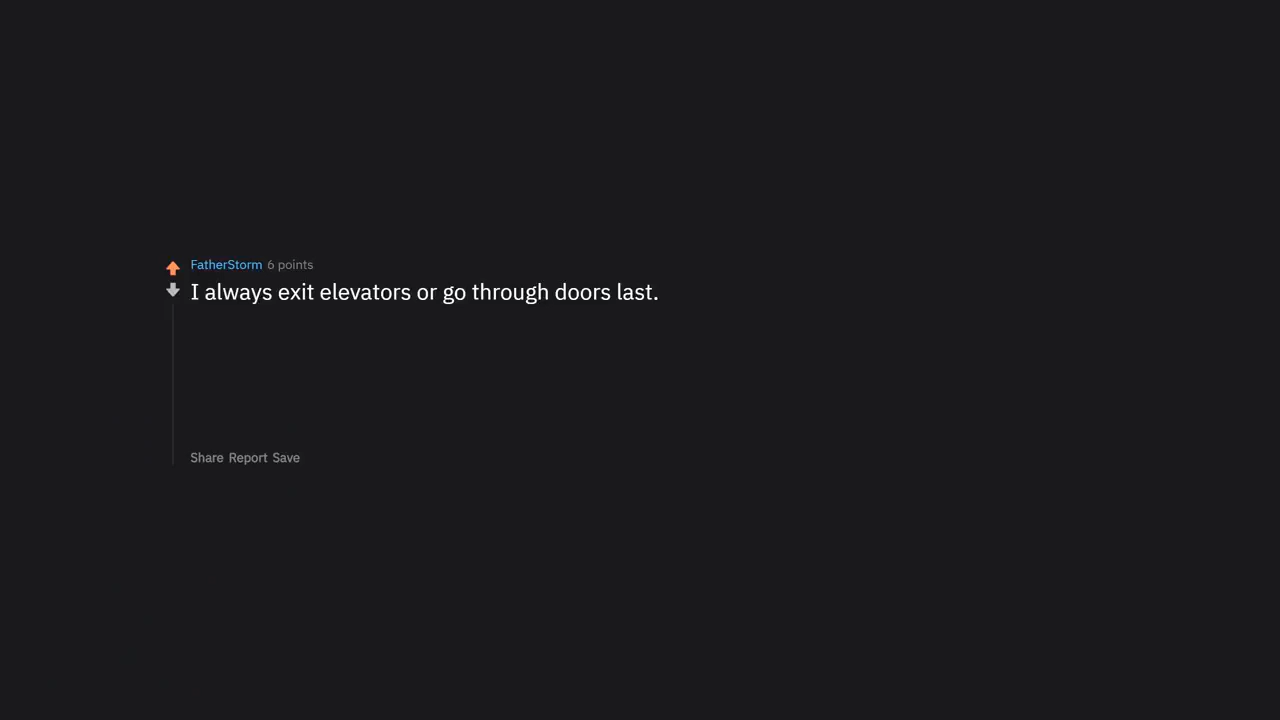 FatherStorm 6 points
I always exit elevators or go through doors last.
Share Report Save